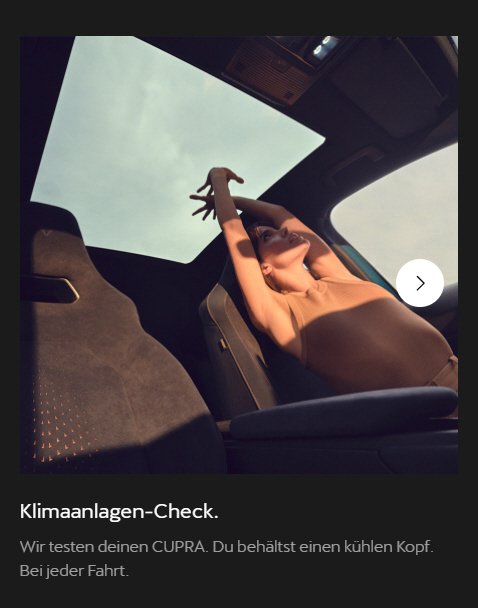 Klimaanlagen-Check.
Wir testen deinen CUPRA. Du behältst einen kühlen Kopf.
Bei jeder Fahrt.